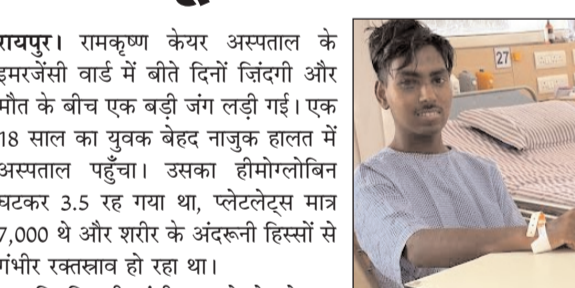 रायपुर। रामकृष्ण केयर अस्पताल के
इमरजेंसी वार्ड में बीते दिनों ज़िंदगी और
मौत के बीच एक बड़ी जंग लड़ी गई। एक
18 साल का युवक बेहद नाजुक हालत में
अस्पताल पहुँचा। उसका हीमोग्लोबिन
घटकर 3.5 रह गया था, प्लेटलेट्स मात्र
7,000 थे और शरीर के अंदरूनी हिस्सों से
गंभीर रक्तस्राव हो रहा था।
27